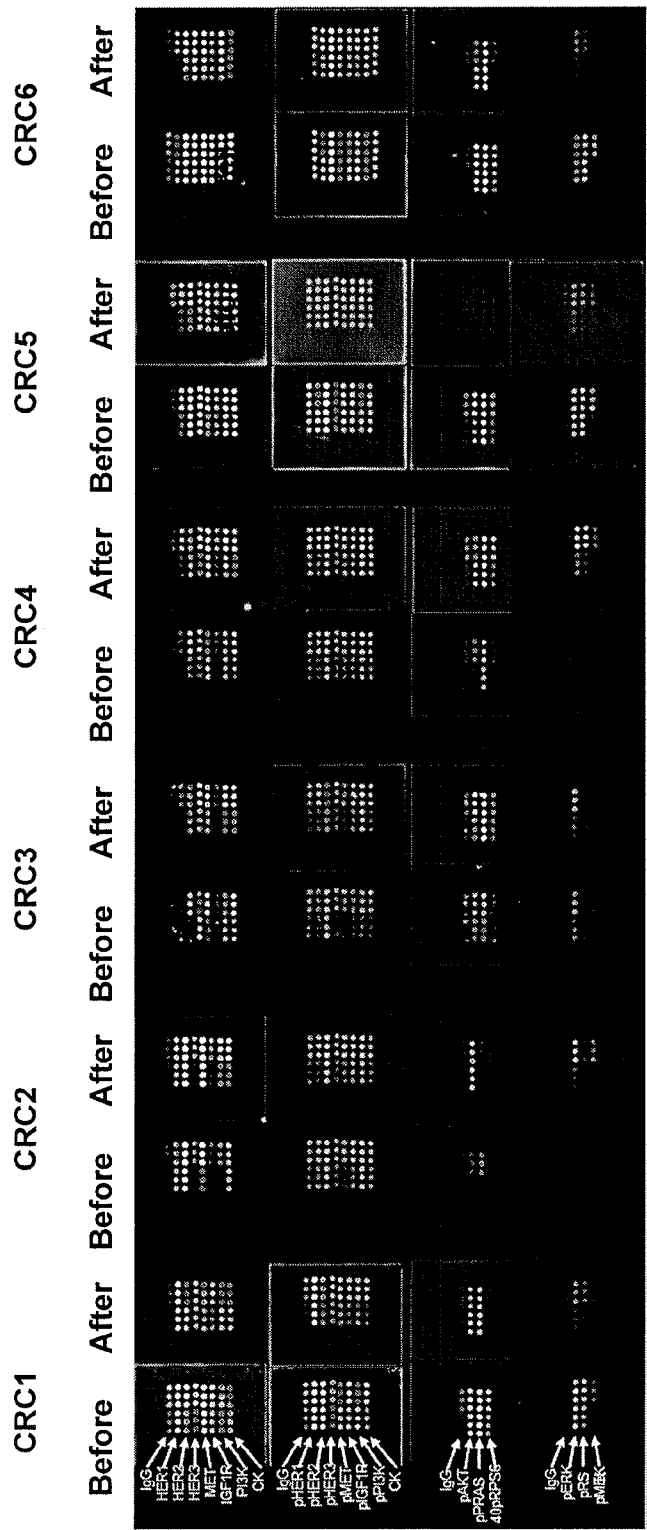 CRC1 CRC2 CRC3 CRC4 CRC5 CRC6
Before After Before After Before After Before After Before After Before After
IgG
HER1
HER2
HER3
MET
IGF1R
PI3K
CK
IgG
pHER1
pHER2
pHER3
pMET
pIGF1R
pPI3K
CK
IgG
pAKT
pPRAS
40pRPS6
IgG
pERK
pRS
pMEK